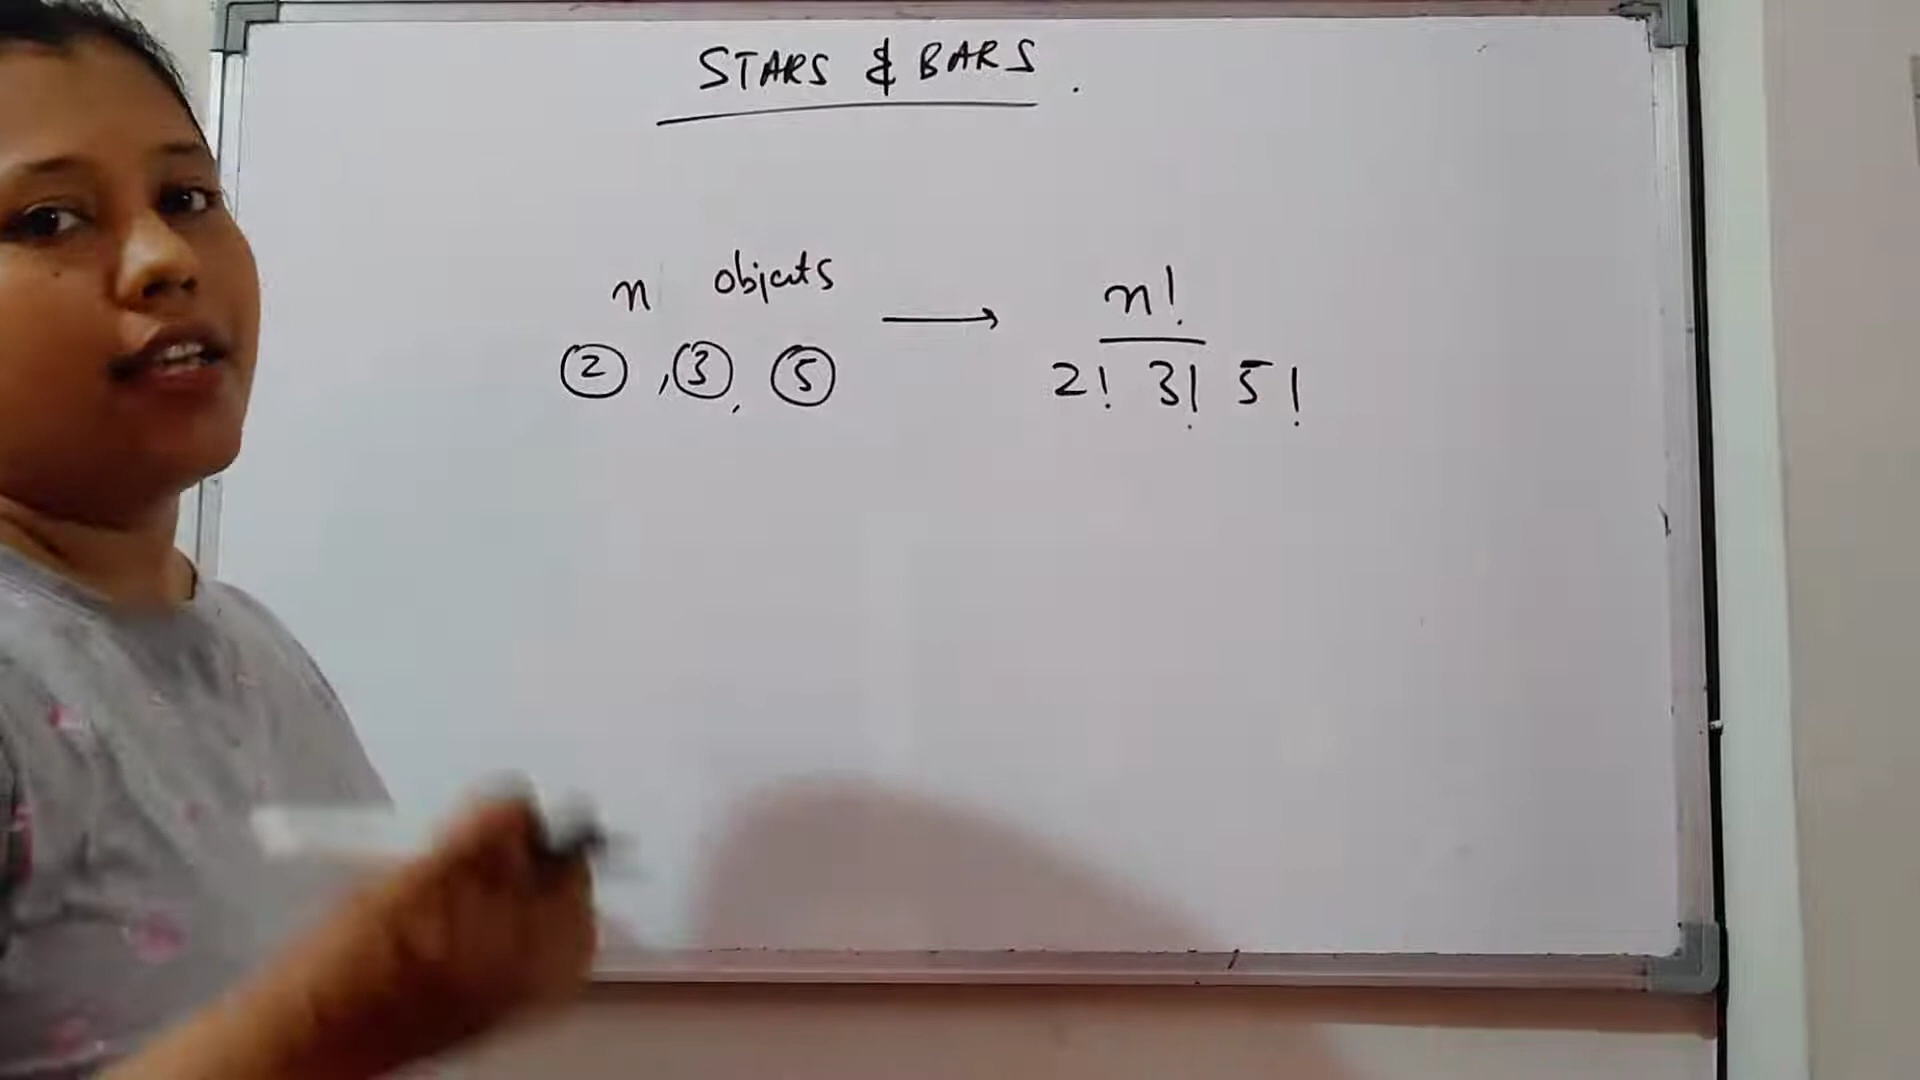 STARS & BARS .
n objects → n!
② , ③ , ⑤ 2! 3! 5!